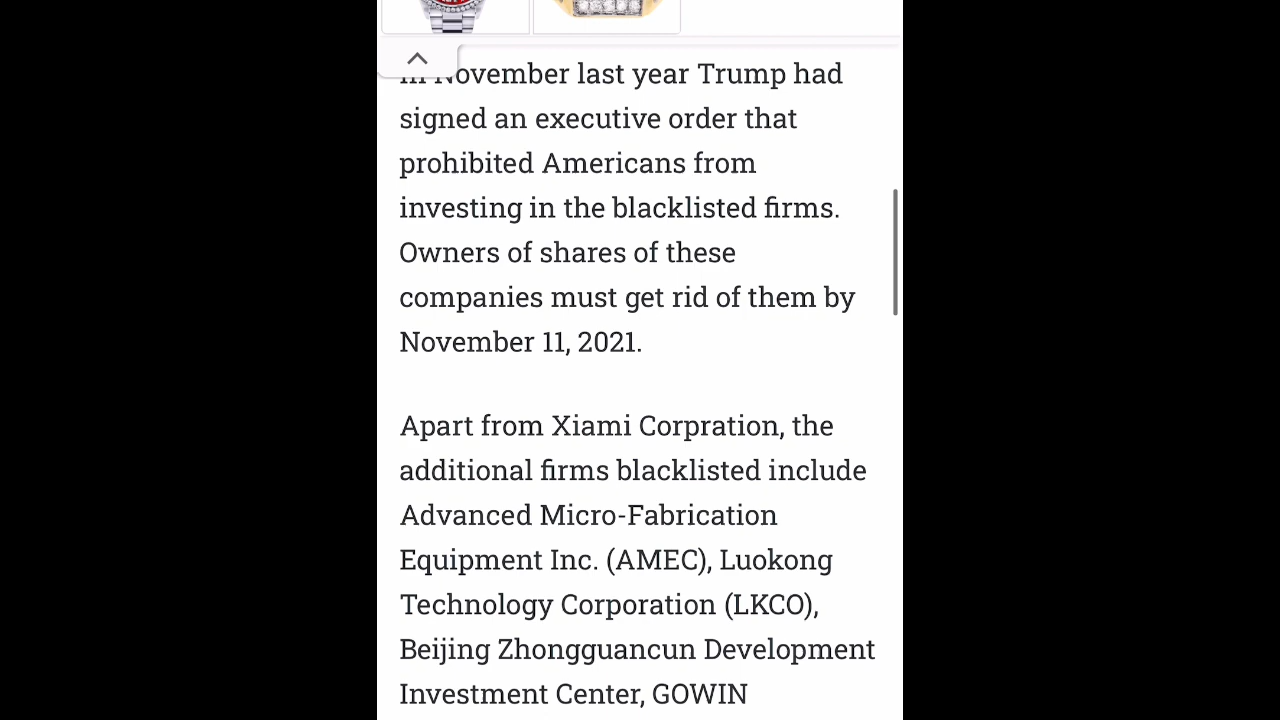 In November last year Trump had
signed an executive order that
prohibited Americans from
investing in the blacklisted firms.
Owners of shares of these
companies must get rid of them by
November 11, 2021.
Apart from Xiami Corpration, the
additional firms blacklisted include
Advanced Micro-Fabrication
Equipment Inc. (AMEC), Luokong
Technology Corporation (LKCO),
Beijing Zhongguancun Development
Investment Center, GOWIN